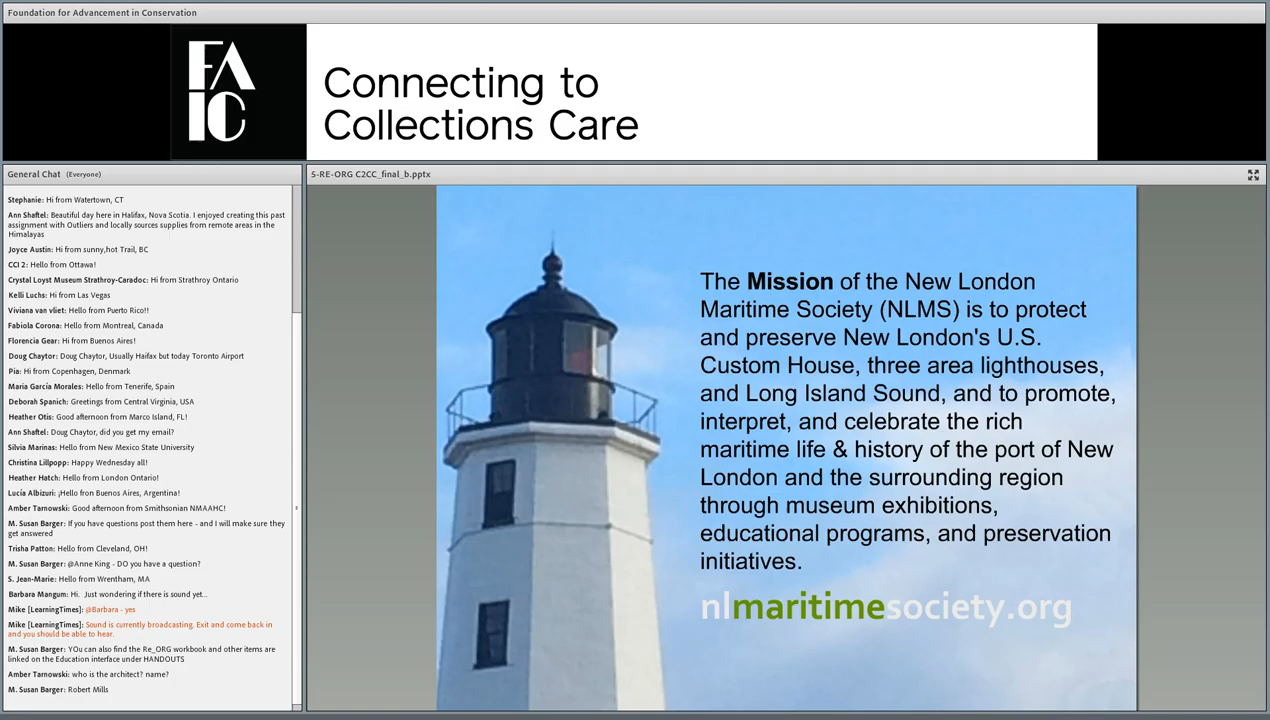 Foundation for Advancement in Conservation
FA
IC
Connecting to
Collections Care
General Chat (Everyone)
Stephanie: Hi from Watertown, CT
Ann Shaftel: Beautiful day here in Halifax, Nova Scotia. I enjoyed creating this past
assignment with Outliers and locally sources supplies from remote areas in the
Himalayas
Joyce Austin: Hi from sunny,hot Trail, BC
CCI 2: Hello from Ottawa!
Crystal Loyst Museum Strathroy-Caradoc: Hi from Strathroy Ontario
Kelli Luchs: Hi from Las Vegas
Viviana van vliet: Hello from Puerto Rico!!
Fabiola Corona: Hello from Montreal, Canada
Florencia Gear: Hi from Buenos Aires!
Doug Chaytor: Doug Chaytor, Usually Haifax but today Toronto Airport
Pia: Hi from Copenhagen, Denmark
Maria García Morales: Hello from Tenerife, Spain
Deborah Spanich: Greetings from Central Virginia, USA
Heather Otis: Good afternoon from Marco Island, FL!
Ann Shaftel: Doug Chaytor, did you get my email?
Silvia Marinas: Hello from New Mexico State University
Christina Lillpopp: Happy Wednesday all!
Heather Hatch: Hello from London Ontario!
Lucía Albizuri: ¡Hello fron Buenos Aires, Argentina!
Amber Tarnowski: Good afternoon from Smithsonian NMAAHC!
M. Susan Barger: If you have questions post them here - and I will make sure they
get answered
Trisha Patton: Hello from Cleveland, OH!
M. Susan Barger: @Anne King - DO you have a question?
S. Jean-Marie: Hello from Wrentham, MA
Barbara Mangum: Hi. Just wondering if there is sound yet...
Mike [LearningTimes]: @Barbara - yes
Mike [LearningTimes]: Sound is currently broadcasting. Exit and come back in
and you should be able to hear.
M. Susan Barger: YOu can also find the Re_ORG workbook and other items are
linked on the Education interface under HANDOUTS
Amber Tarnowski: who is the architect? name?
M. Susan Barger: Robert Mills
5-RE-ORG C2CC_final_b.pptx
The Mission of the New London
Maritime Society (NLMS) is to protect
and preserve New London's U.S.
Custom House, three area lighthouses,
and Long Island Sound, and to promote,
interpret, and celebrate the rich
maritime life & history of the port of New
London and the surrounding region
through museum exhibitions,
educational programs, and preservation
initiatives.
nlmaritimesociety.org